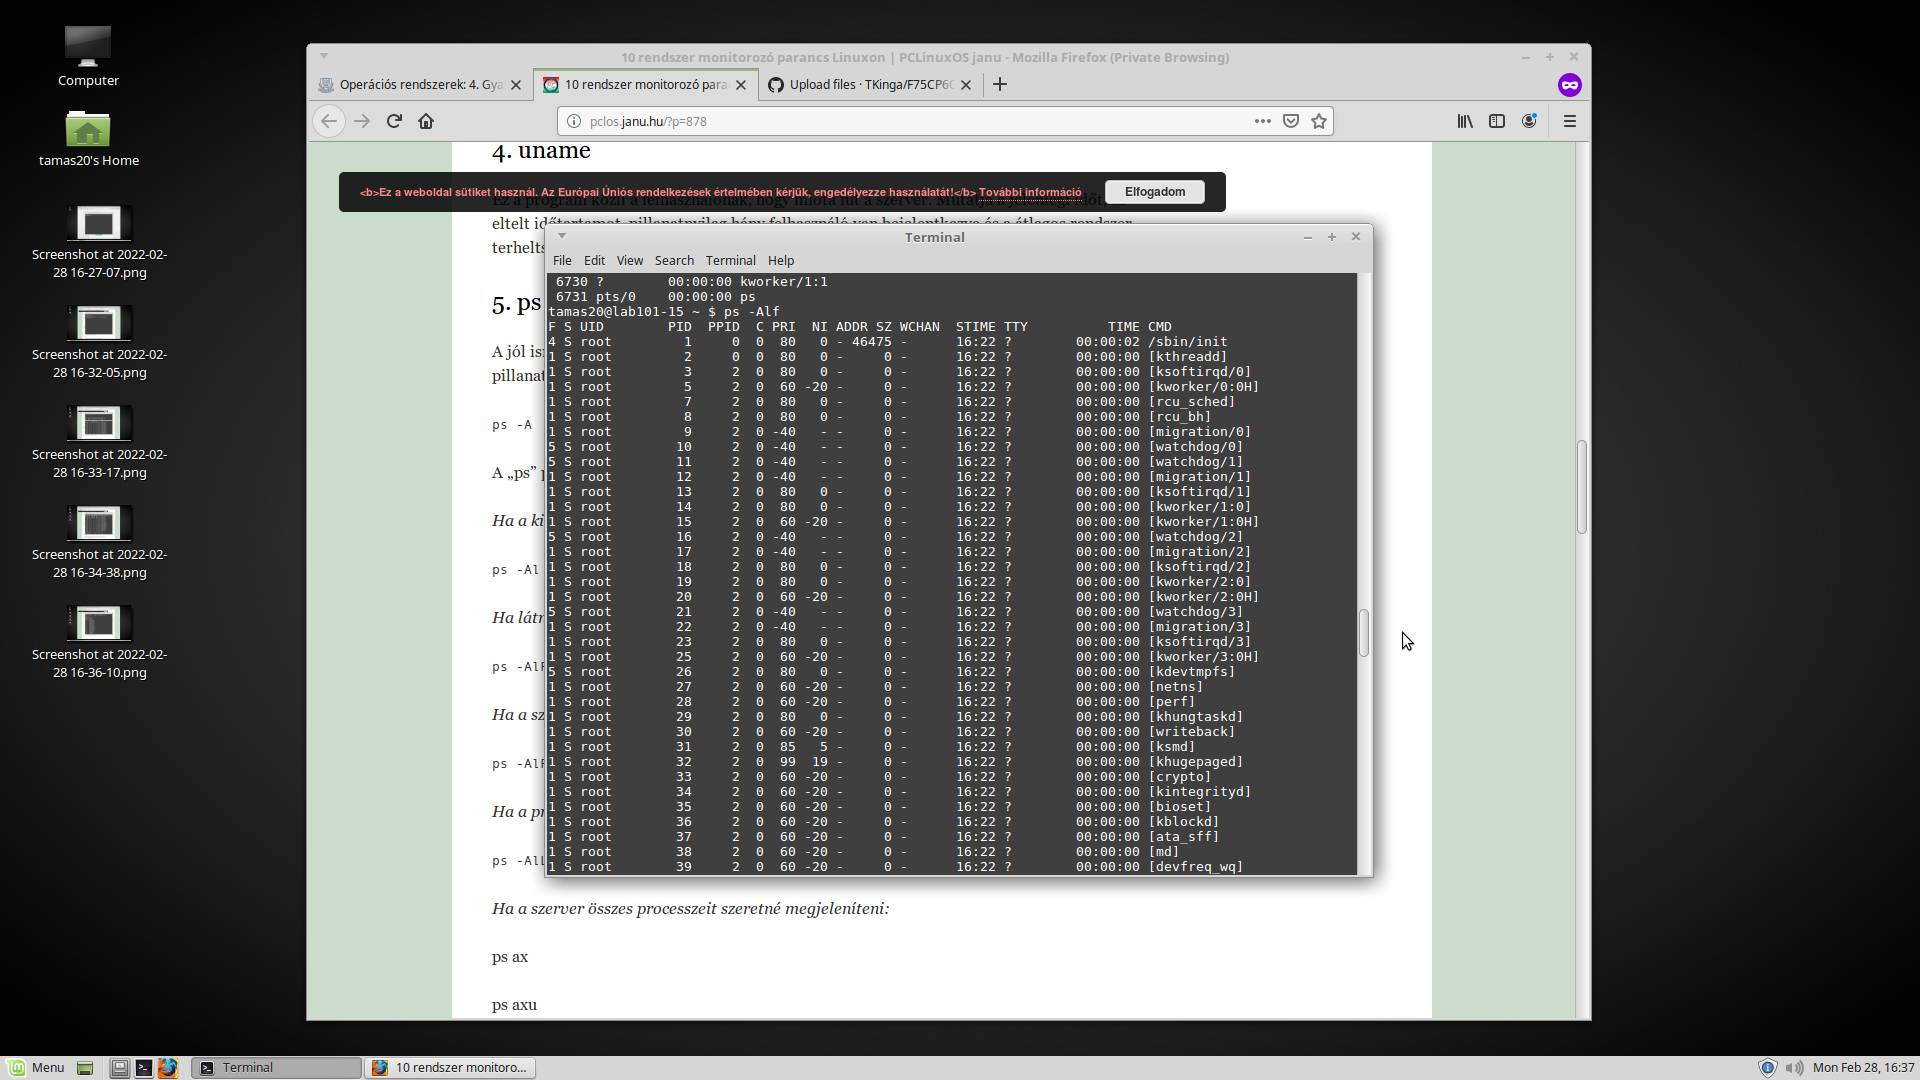 Computer
tamas20's Home
Screenshot at 2022-02-
28 16-27-07.png
Screenshot at 2022-02-
28 16-32-05.png
Screenshot at 2022-02-
28 16-33-17.png
Screenshot at 2022-02-
28 16-34-38.png
Screenshot at 2022-02-
28 16-36-10.png
10 rendszer monitorozó parancs Linuxon | PCLinuxOS janu - Mozilla Firefox (Private Browsing)
Operációs rendszerek: 4. Gya
10 rendszer monitorozó para
Upload files · TKinga/F75CP6
pclos.janu.hu/?p=878
4. uname
<b>Ez a weboldal sütiket használ. Az Európai Úniós rendelkezések értelmében kérjük, engedélyezze használatát!</b> További információ
Elfogadom
Ez a program közli a felhasználónak, hogy mióta fut a szerver.
eltelt időtartamot, pillanatnyilag hány felhasználó van bejelentkezve és a átlagos rendszer
terhelts
5. ps
A jól is
pillanat
ps -A
A „ps”
Ha a ki
ps -Al
Ha látn
ps -AlF
Ha a sz
ps -AlF
Ha a pr
ps -All
Ha a szerver összes processzeit szeretné megjeleníteni:
ps ax
ps axu
Terminal
File Edit View Search Terminal Help
6730 ? 00:00:00 kworker/1:1
6731 pts/0 00:00:00 ps
tamas20@lab101-15 ~ $ ps -Alf
F S UID PID PPID C PRI NI ADDR SZ WCHAN STIME TTY TIME CMD
4 S root 1 0 0 80 0 - 46475 - 16:22 ? 00:00:02 /sbin/init
1 S root 2 0 0 80 0 - 0 - 16:22 ? 00:00:00 [kthreadd]
1 S root 3 2 0 80 0 - 0 - 16:22 ? 00:00:00 [ksoftirqd/0]
1 S root 5 2 0 60 -20 - 0 - 16:22 ? 00:00:00 [kworker/0:0H]
1 S root 7 2 0 80 0 - 0 - 16:22 ? 00:00:00 [rcu_sched]
1 S root 8 2 0 80 0 - 0 - 16:22 ? 00:00:00 [rcu_bh]
1 S root 9 2 0 -40 - - 0 - 16:22 ? 00:00:00 [migration/0]
5 S root 10 2 0 -40 - - 0 - 16:22 ? 00:00:00 [watchdog/0]
5 S root 11 2 0 -40 - - 0 - 16:22 ? 00:00:00 [watchdog/1]
1 S root 12 2 0 -40 - - 0 - 16:22 ? 00:00:00 [migration/1]
1 S root 13 2 0 80 0 - 0 - 16:22 ? 00:00:00 [ksoftirqd/1]
1 S root 14 2 0 80 0 - 0 - 16:22 ? 00:00:00 [kworker/1:0]
1 S root 15 2 0 60 -20 - 0 - 16:22 ? 00:00:00 [kworker/1:0H]
5 S root 16 2 0 -40 - - 0 - 16:22 ? 00:00:00 [watchdog/2]
1 S root 17 2 0 -40 - - 0 - 16:22 ? 00:00:00 [migration/2]
1 S root 18 2 0 80 0 - 0 - 16:22 ? 00:00:00 [ksoftirqd/2]
1 S root 19 2 0 80 0 - 0 - 16:22 ? 00:00:00 [kworker/2:0]
1 S root 20 2 0 60 -20 - 0 - 16:22 ? 00:00:00 [kworker/2:0H]
5 S root 21 2 0 -40 - - 0 - 16:22 ? 00:00:00 [watchdog/3]
1 S root 22 2 0 -40 - - 0 - 16:22 ? 00:00:00 [migration/3]
1 S root 23 2 0 80 0 - 0 - 16:22 ? 00:00:00 [ksoftirqd/3]
1 S root 25 2 0 60 -20 - 0 - 16:22 ? 00:00:00 [kworker/3:0H]
5 S root 26 2 0 80 0 - 0 - 16:22 ? 00:00:00 [kdevtmpfs]
1 S root 27 2 0 60 -20 - 0 - 16:22 ? 00:00:00 [netns]
1 S root 28 2 0 60 -20 - 0 - 16:22 ? 00:00:00 [perf]
1 S root 29 2 0 80 0 - 0 - 16:22 ? 00:00:00 [khungtaskd]
1 S root 30 2 0 60 -20 - 0 - 16:22 ? 00:00:00 [writeback]
1 S root 31 2 0 85 5 - 0 - 16:22 ? 00:00:00 [ksmd]
1 S root 32 2 0 99 19 - 0 - 16:22 ? 00:00:00 [khugepaged]
1 S root 33 2 0 60 -20 - 0 - 16:22 ? 00:00:00 [crypto]
1 S root 34 2 0 60 -20 - 0 - 16:22 ? 00:00:00 [kintegrityd]
1 S root 35 2 0 60 -20 - 0 - 16:22 ? 00:00:00 [bioset]
1 S root 36 2 0 60 -20 - 0 - 16:22 ? 00:00:00 [kblockd]
1 S root 37 2 0 60 -20 - 0 - 16:22 ? 00:00:00 [ata_sff]
1 S root 38 2 0 60 -20 - 0 - 16:22 ? 00:00:00 [md]
1 S root 39 2 0 60 -20 - 0 - 16:22 ? 00:00:00 [devfreq_wq]
Menu
Terminal
10 rendszer monitoro...
Mon Feb 28, 16:37